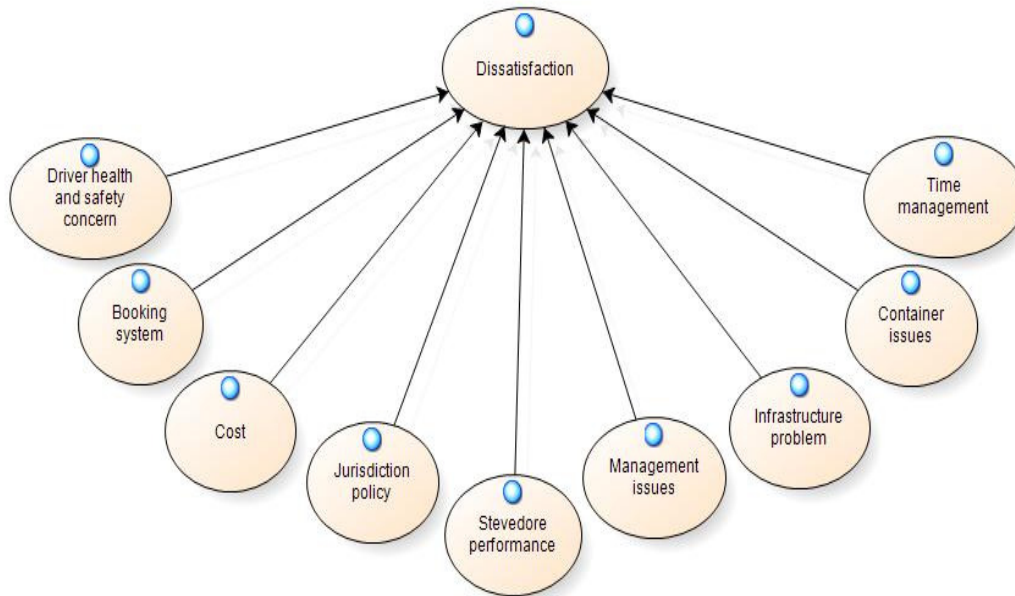 Dissatisfaction
Driver health
and safety
concern
Time
management
Booking
system
Container
issues
Cost
Infrastructure
problem
Jurisdiction
policy
Management
issues
Stevedore
performance